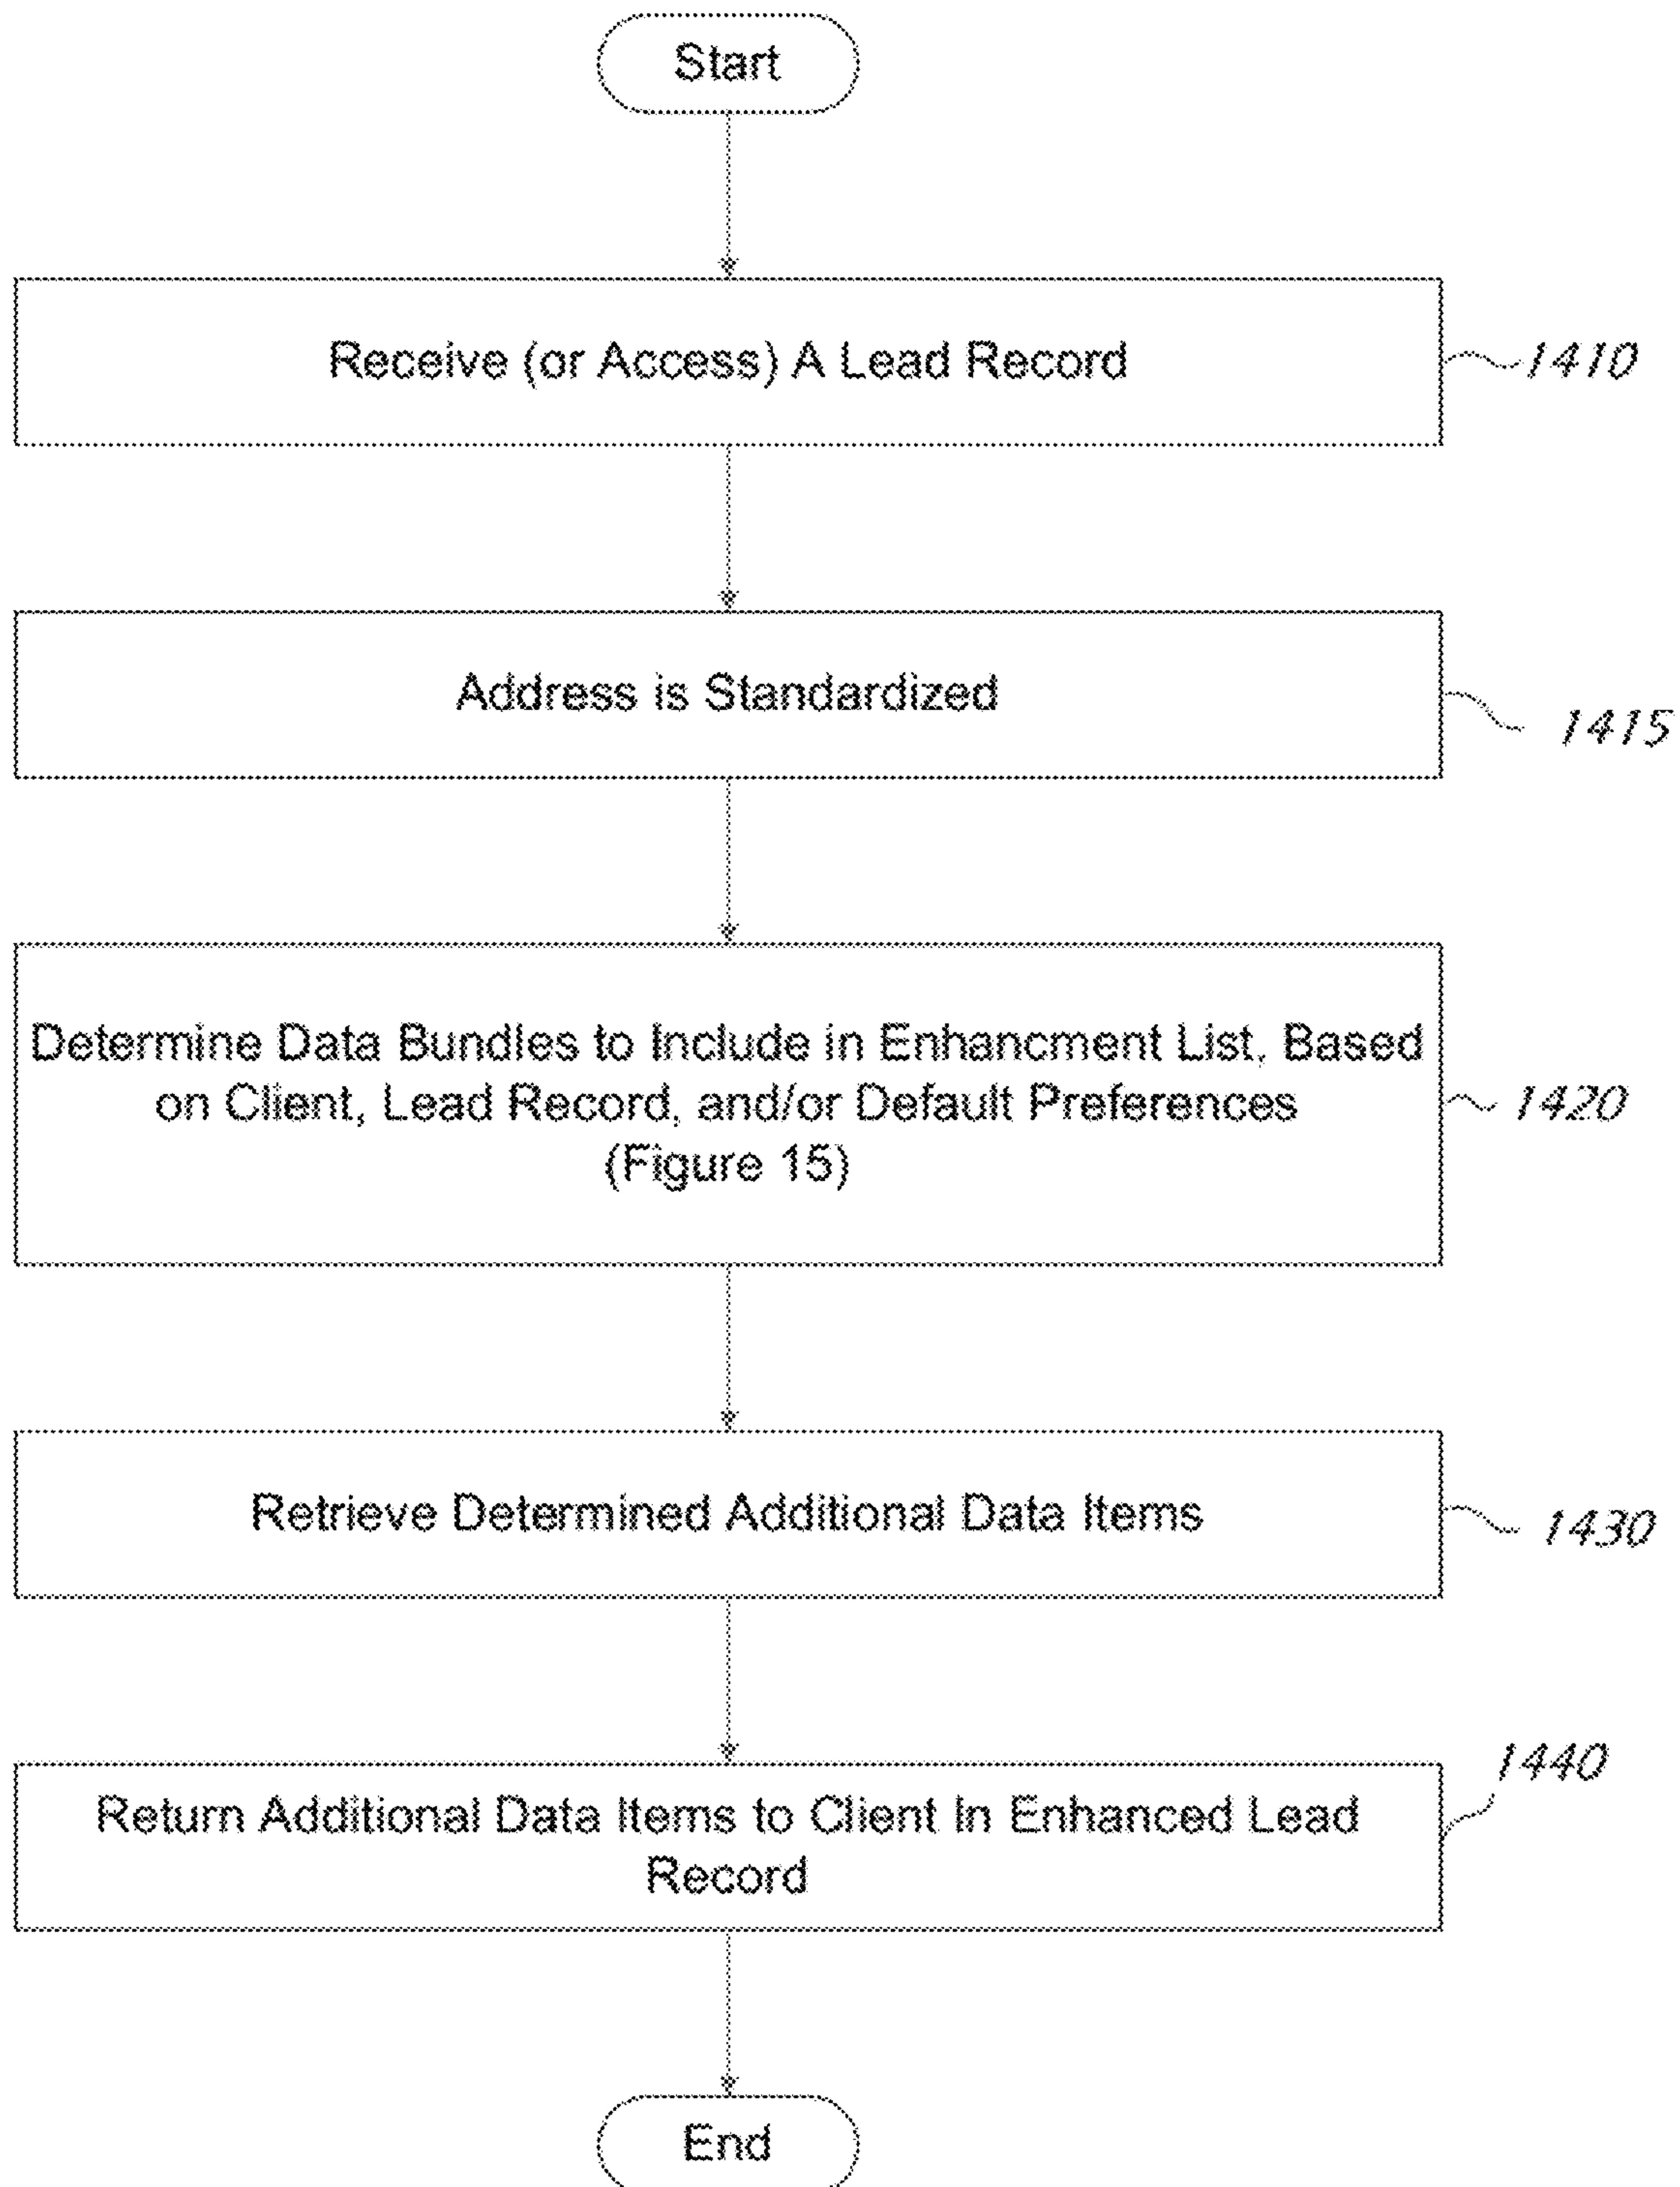 Start
Receive (or Access) A Lead Record
1410
Address is Standardized
1415
Determine Data Bundles to Include in Enhancment List, Based
on Client, Lead Record, and/or Default Preferences
(Figure 15)
1420
Retrieve Determined Additional Data Items
1430
Return Additional Data Items to Client In Enhanced Lead
Record
1440
End